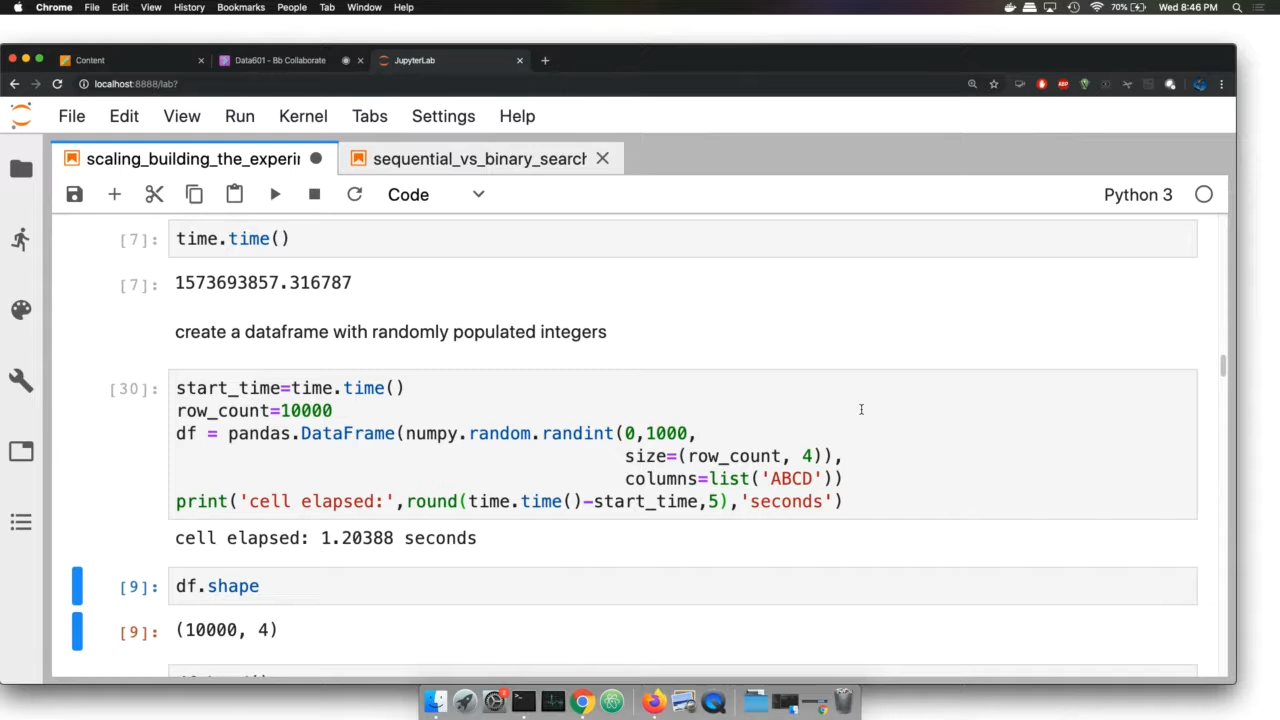 Chrome File Edit View History Bookmarks People Tab Window Help 70% Wed 8:46 PM
Content Data601 - Bb Collaborate JupyterLab
localhost:8888/lab?
File Edit View Run Kernel Tabs Settings Help
scaling_building_the_experi sequential_vs_binary_search
Code Python 3
[7]: time.time()
[7]: 1573693857.316787
create a dataframe with randomly populated integers
[30]: start_time=time.time()
row_count=10000
df = pandas.DataFrame(numpy.random.randint(0,1000,
size=(row_count, 4)),
columns=list('ABCD'))
print('cell elapsed:',round(time.time()-start_time,5),'seconds')
cell elapsed: 1.20388 seconds
[9]: df.shape
[9]: (10000, 4)